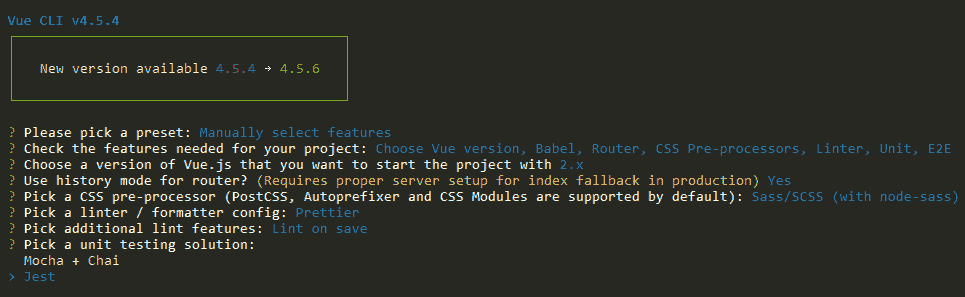 Vue CLI v4.5.4
New version available 4.5.4 → 4.5.6
? Please pick a preset: Manually select features
? Check the features needed for your project: Choose Vue version, Babel, Router, CSS Pre-processors, Linter, Unit, E2E
? Choose a version of Vue.js that you want to start the project with 2.x
? Use history mode for router? (Requires proper server setup for index fallback in production) Yes
? Pick a CSS pre-processor (PostCSS, Autoprefixer and CSS Modules are supported by default): Sass/SCSS (with node-sass)
? Pick a linter / formatter config: Prettier
? Pick additional lint features: Lint on save
? Pick a unit testing solution:
Mocha + Chai
> Jest